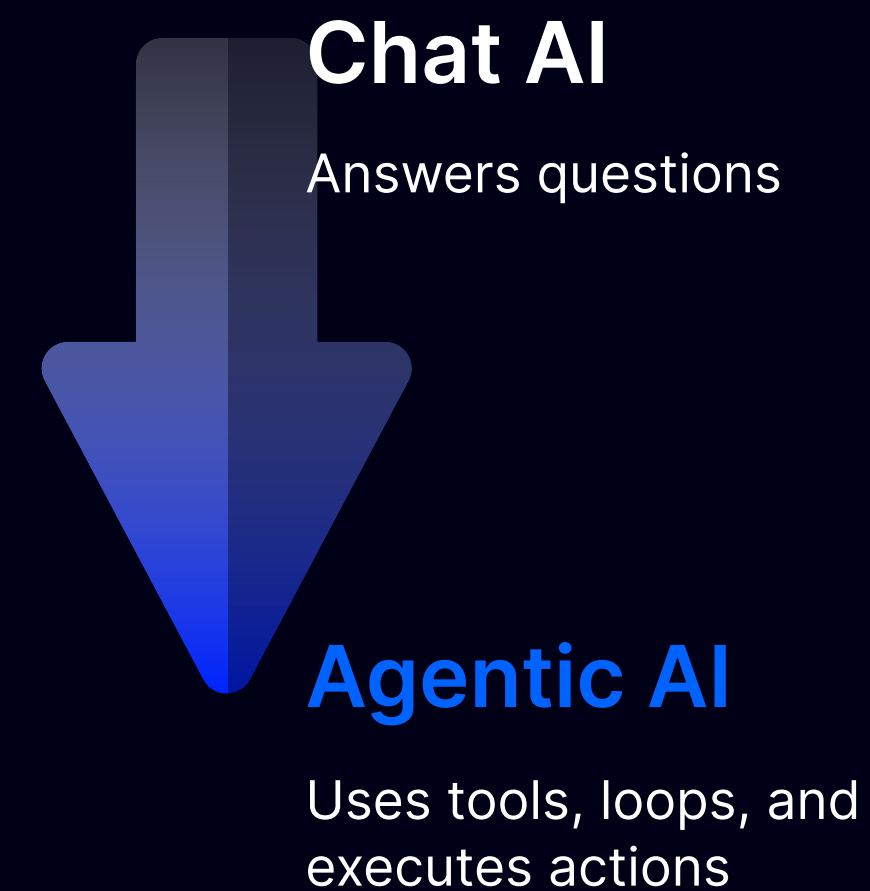 Chat AI
Answers questions
Agentic AI
Uses tools, loops, and
executes actions